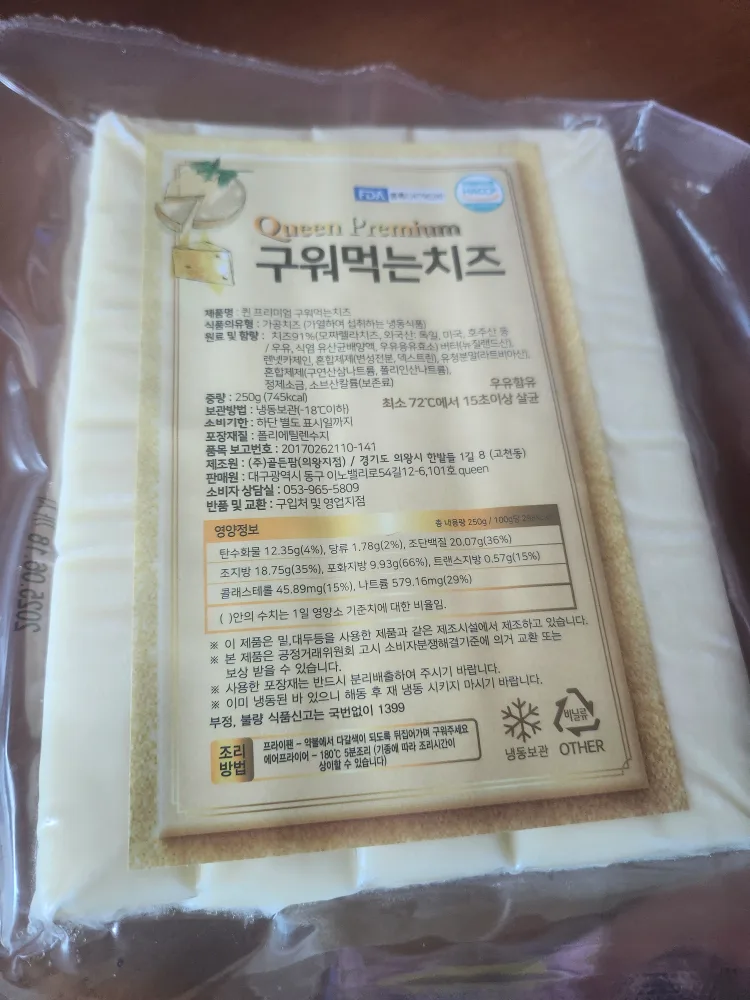 FDA
HACCP
Queen Premium
구워먹는치즈
제품명 : 퀸 프리미엄 구워먹는치즈
식품의유형 : 가공치즈 (가열하여 섭취하는 냉동식품)
원료 및 함량 : 치즈91%(모짜렐라치즈, 외국산: 독일, 미국, 호주산 등
/ 우유, 식염 유산균배양액, 우유응유효소) 버터(뉴질랜드산),
렌넷카제인, 혼합제제(변성전분, 덱스트린), 유청분말(라트비아산),
혼합제제(구연산삼나트륨, 폴리인산나트륨),
정제소금, 소브산칼륨(보존료)
우유함유
중량 : 250g (745kcal)
최소 72℃에서 15초이상 살균
보관방법 : 냉동보관(-18℃이하)
소비기한 : 하단 별도 표시일까지
포장재질 : 폴리에틸렌수지
품목 보고번호 : 20170262110-141
제조원 : (주)골든팜(의왕지점) / 경기도 의왕시 한발들 1길 8 (고천동)
판매원 : 대구광역시 동구 이노밸리로54길12-6,101호 queen
소비자 상담실 : 053-965-5809
반품 및 교환 : 구입처 및 영업지점
영양정보
총 내용량 250g / 100g당
탄수화물 12.35g(4%), 당류 1.78g(2%), 조단백질 20.07g(36%)
조지방 18.75g(35%), 포화지방 9.93g(66%), 트랜스지방 0.57g(15%)
콜래스테롤 45.89mg(15%), 나트륨 579.16mg(29%)
( )안의 수치는 1일 영양소 기준치에 대한 비율임.
※ 이 제품은 밀,대두등을 사용한 제품과 같은 제조시설에서 제조하고 있습니다.
※ 본 제품은 공정거래위원회 고시 소비자분쟁해결기준에 의거 교환 또는
보상 받을 수 있습니다.
※ 사용한 포장재는 반드시 분리배출하여 주시기 바랍니다.
※ 이미 냉동된 바 있으니 해동 후 재 냉동 시키지 마시기 바랍니다.
부정, 불량 식품신고는 국번없이 1399
조리
방법
프라이팬 – 약불에서 다갈색이 되도록 뒤집어가며 구워주세요
에어프라이어 – 180℃ 5분조리 (기종에 따라 조리시간이
상이할 수 있습니다)
냉동보관
비닐류
OTHER
2026.06.18